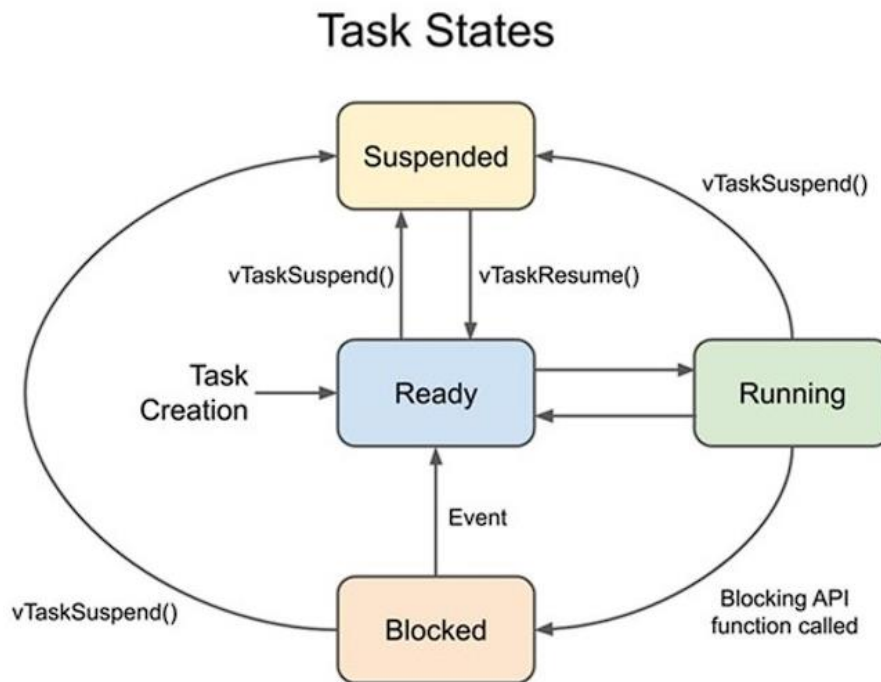 Task States
Suspended
vTaskSuspend()
vTaskSuspend()
vTaskResume()
Task
Creation
Ready
Running
Event
vTaskSuspend()
Blocked
Blocking API
function called